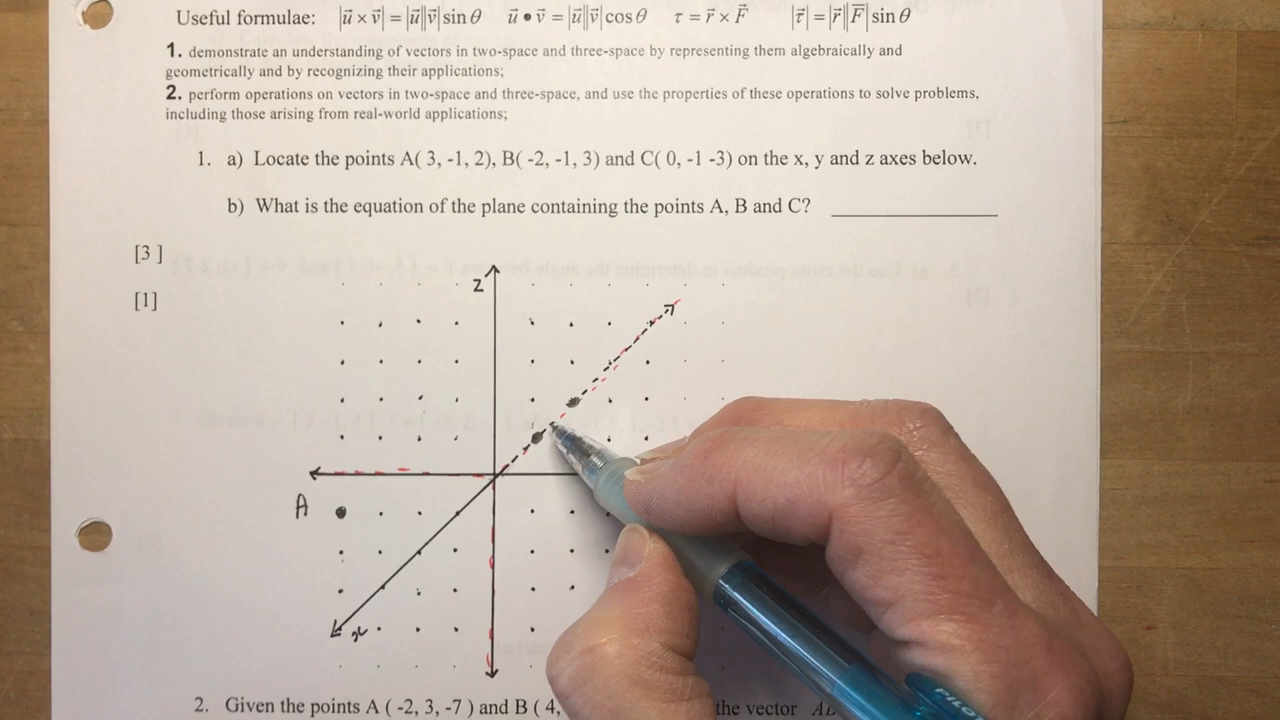 Useful formulae: |u⃗ × v⃗| = |u⃗||v⃗| sin θ u⃗ • v⃗ = |u⃗||v⃗| cos θ τ = r⃗ × F⃗ |τ⃗| = |r⃗||F⃗| sin θ
1. demonstrate an understanding of vectors in two-space and three-space by representing them algebraically and
geometrically and by recognizing their applications;
2. perform operations on vectors in two-space and three-space, and use the properties of these operations to solve problems,
including those arising from real-world applications;
1. a) Locate the points A( 3, -1, 2), B( -2, -1, 3) and C( 0, -1 -3) on the x, y and z axes below.
b) What is the equation of the plane containing the points A, B and C?
[3 ]
[1]
z
A
x
2. Given the points A ( -2, 3, -7 ) and B ( 4, the vector
PILOT